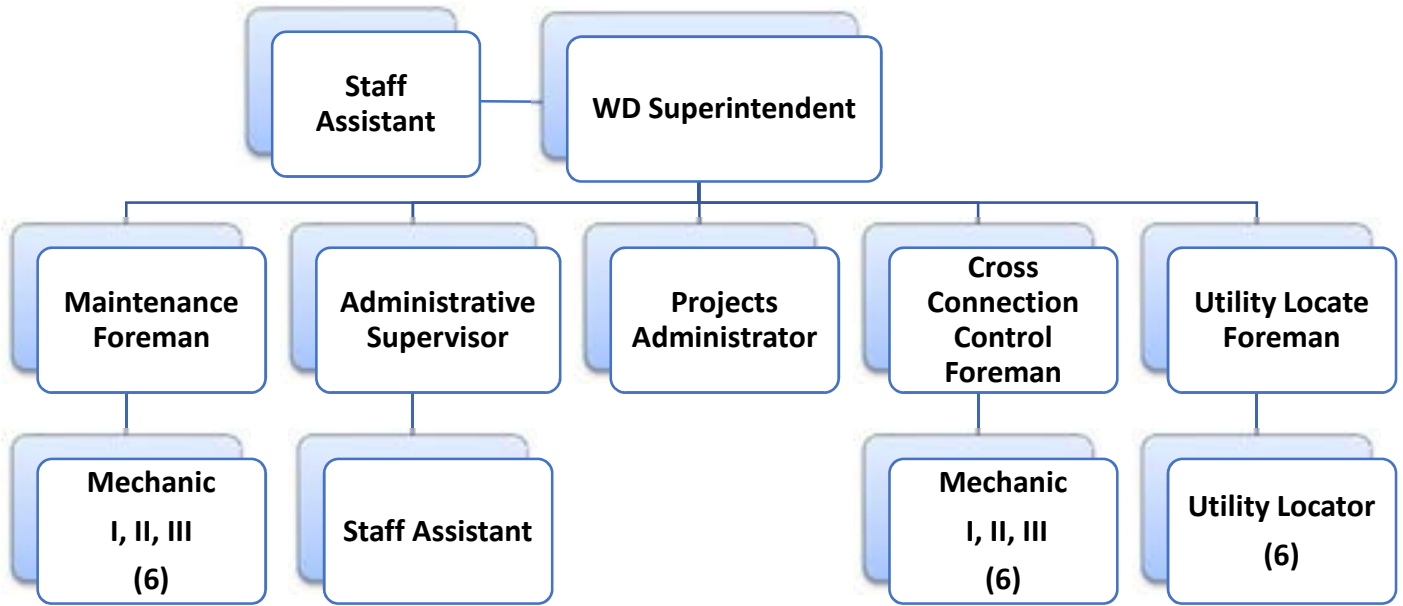 Staff
Assistant
WD Superintendent
Maintenance
Foreman
Administrative
Supervisor
Projects
Administrator
Cross
Connection
Control
Foreman
Utility Locate
Foreman
Mechanic
I, II, III
(6)
Staff Assistant
Mechanic
I, II, III
(6)
Utility Locator
(6)